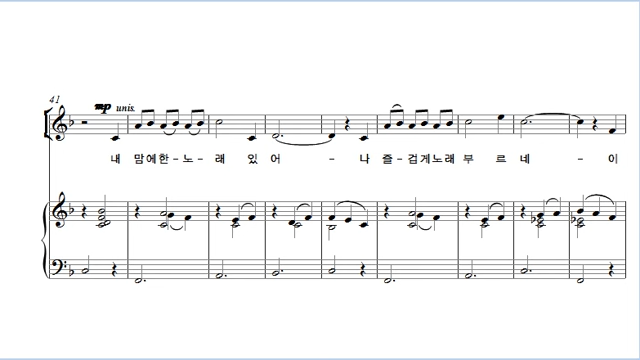 41
mp unis.
내 맘에한-노-래 있 어 - 나 즐-겁게노래 부 르 네 - 이